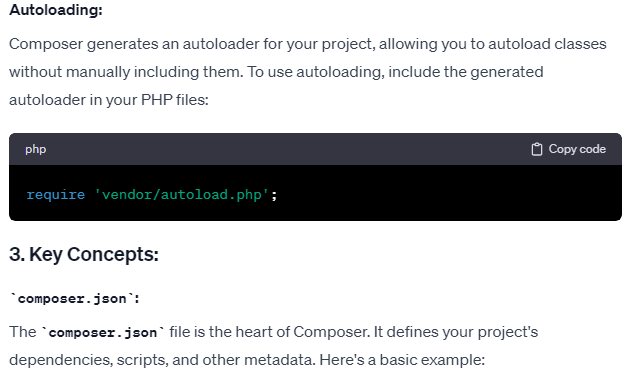 Autoloading:
Composer generates an autoloader for your project, allowing you to autoload classes
without manually including them. To use autoloading, include the generated
autoloader in your PHP files:
php
Copy code
require 'vendor/autoload.php';
3. Key Concepts:
`composer.json`:
The `composer.json` file is the heart of Composer. It defines your project's
dependencies, scripts, and other metadata. Here's a basic example: